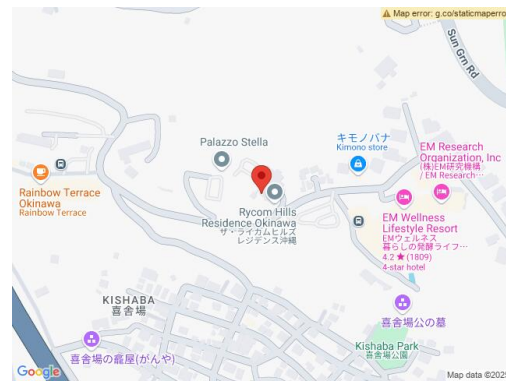 Map error: g.co/staticmaperro
Sun Grn Rd
Palazzo Stella
キモノバナ
Kimono store
EM Research
Organization, Inc
(株)EM研究機構
/ EM Research…
Rainbow Terrace
Okinawa
Rainbow Terrace
Rycom Hills
Residence Okinawa
ザ・ライカムヒルズ
レジデンス沖縄
EM Wellness
Lifestyle Resort
EMウェルネス
暮らしの発酵ライフ…
4.2 ★ (1809)
4-star hotel
KISHABA
喜舎場
喜舎場公の墓
喜舎場の龕屋(がんや)
Kishaba Park
喜舎場公園
Google
Map data ©2025